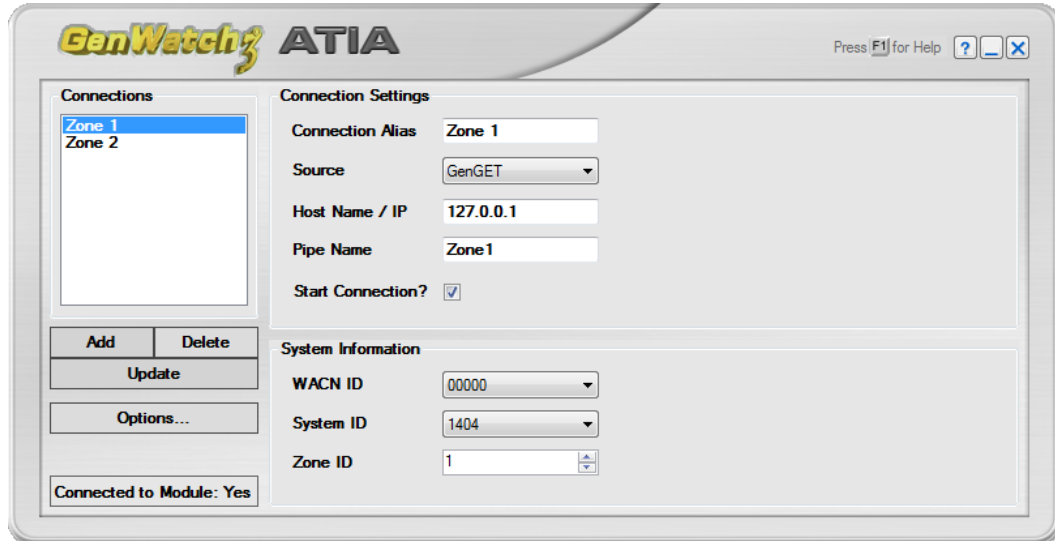 GenWatch3 ATIA
Press F1 for Help ?
Connections
Zone 1
Zone 2
Add Delete
Update
Options...
Connected to Module: Yes
Connection Settings
Connection Alias Zone 1
Source GenGET
Host Name / IP 127.0.0.1
Pipe Name Zone1
Start Connection?
System Information
WACN ID 00000
System ID 1404
Zone ID 1